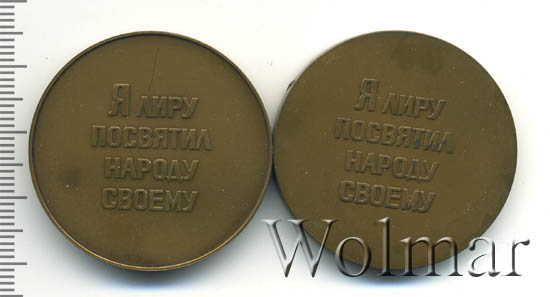 Я ЛИРУ
ПОСВЯТИЛ
НАРОДУ
СВОЕМУ
Я ЛИРУ
ПОСВЯТИЛ
НАРОДУ
СВОЕМУ
Wolmar